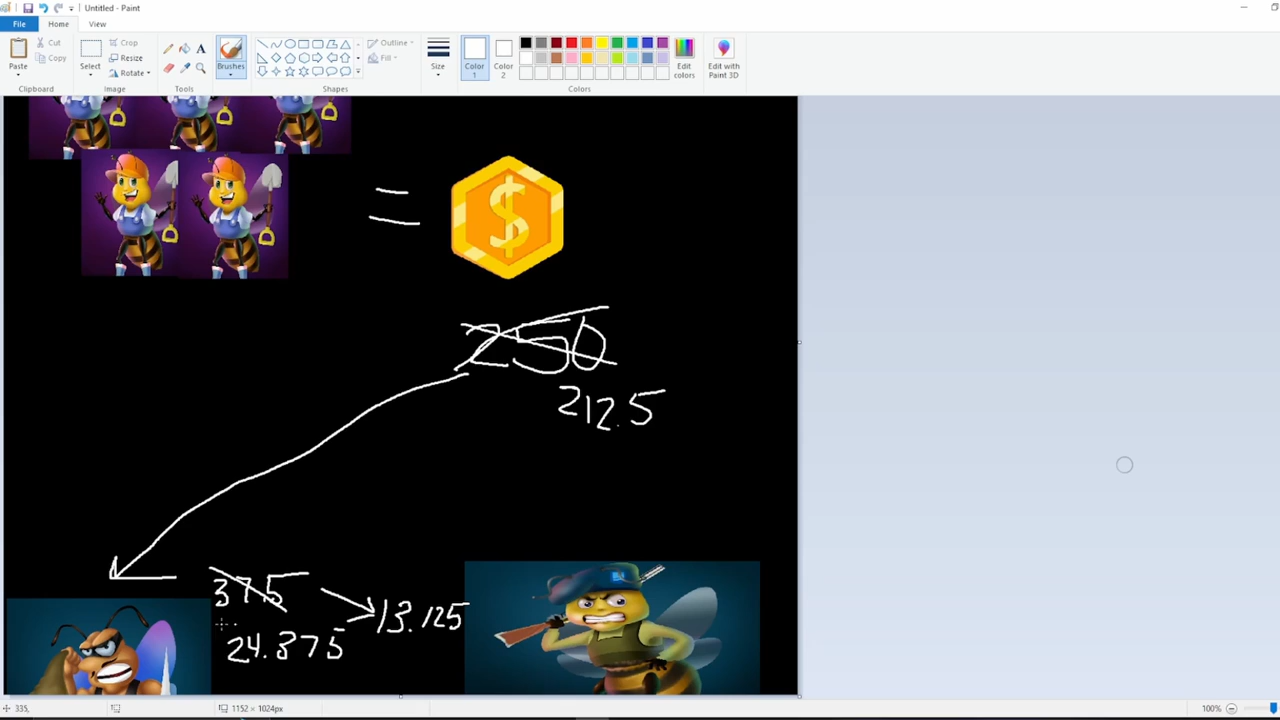 Untitled - Paint
File Home View
Paste
Cut
Copy
Clipboard
Select
Crop
Resize
Rotate
Image
A
Tools
Brushes
Shapes
Outline
Fill
Size
Color 1
Color 2
Edit colors
Edit with Paint 3D
Colors
$
250
212.5
375
24.875
13.125
335,
1152 × 1024px
100%